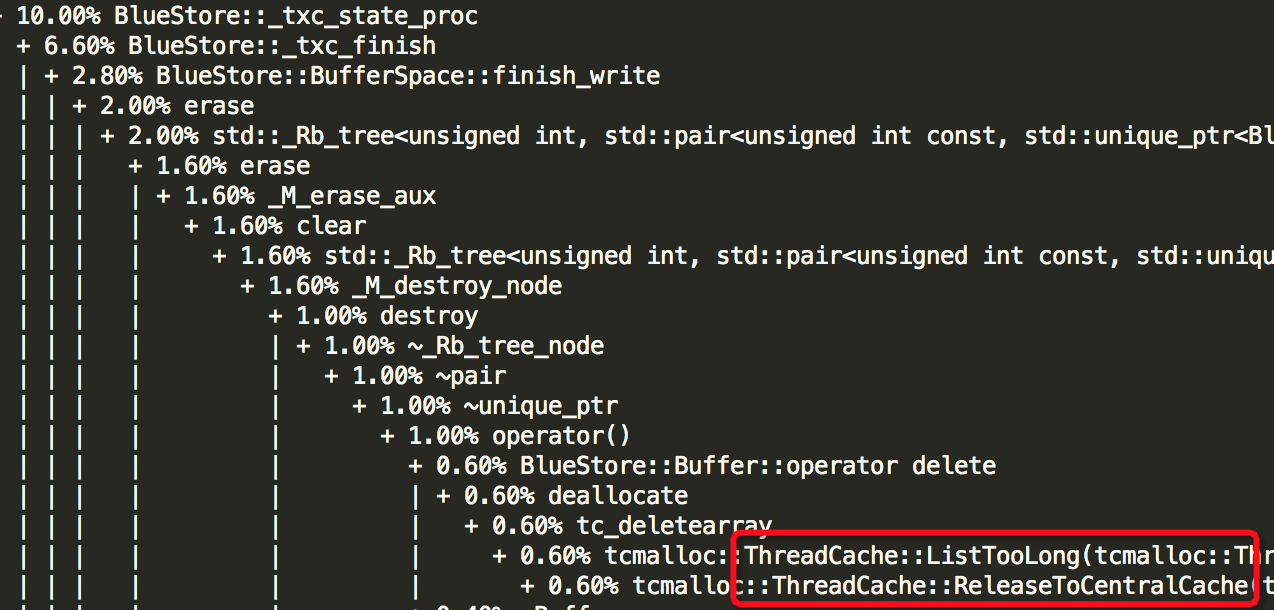 - 10.00% BlueStore::_txc_state_proc
+ 6.60% BlueStore::_txc_finish
| + 2.80% BlueStore::BufferSpace::finish_write
| | + 2.00% erase
| | | + 2.00% std::_Rb_tree<unsigned int, std::pair<unsigned int const, std::unique_ptr<Bl
| | |   + 1.60% erase
| | |   | + 1.60% _M_erase_aux
| | |   |   + 1.60% clear
| | |   |     + 1.60% std::_Rb_tree<unsigned int, std::pair<unsigned int const, std::uniqu
| | |   |       + 1.60% _M_destroy_node
| | |   |         + 1.00% destroy
| | |   |         | + 1.00% ~_Rb_tree_node
| | |   |         |   + 1.00% ~pair
| | |   |         |     + 1.00% ~unique_ptr
| | |   |         |       + 1.00% operator()
| | |   |         |         + 0.60% BlueStore::Buffer::operator delete
| | |   |         |         | + 0.60% deallocate
| | |   |         |         |   + 0.60% tc_deletearray
| | |   |         |         |     + 0.60% tcmalloc::ThreadCache::ListTooLong(tcmalloc::Thr
| | |   |         |         |       + 0.60% tcmalloc::ThreadCache::ReleaseToCentralCache(t